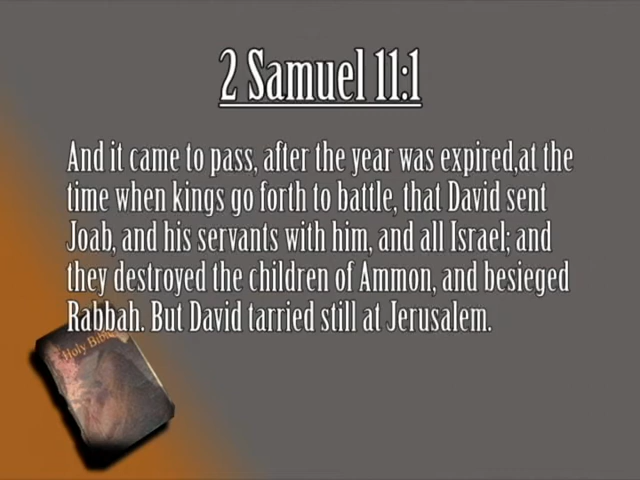 2 Samuel 11:1
And it came to pass, after the year was expired,at the
time when kings go forth to battle, that David sent
Joab, and his servants with him, and all Israel; and
they destroyed the children of Ammon, and besieged
Rabbah. But David tarried still at Jerusalem.
Holy Bible